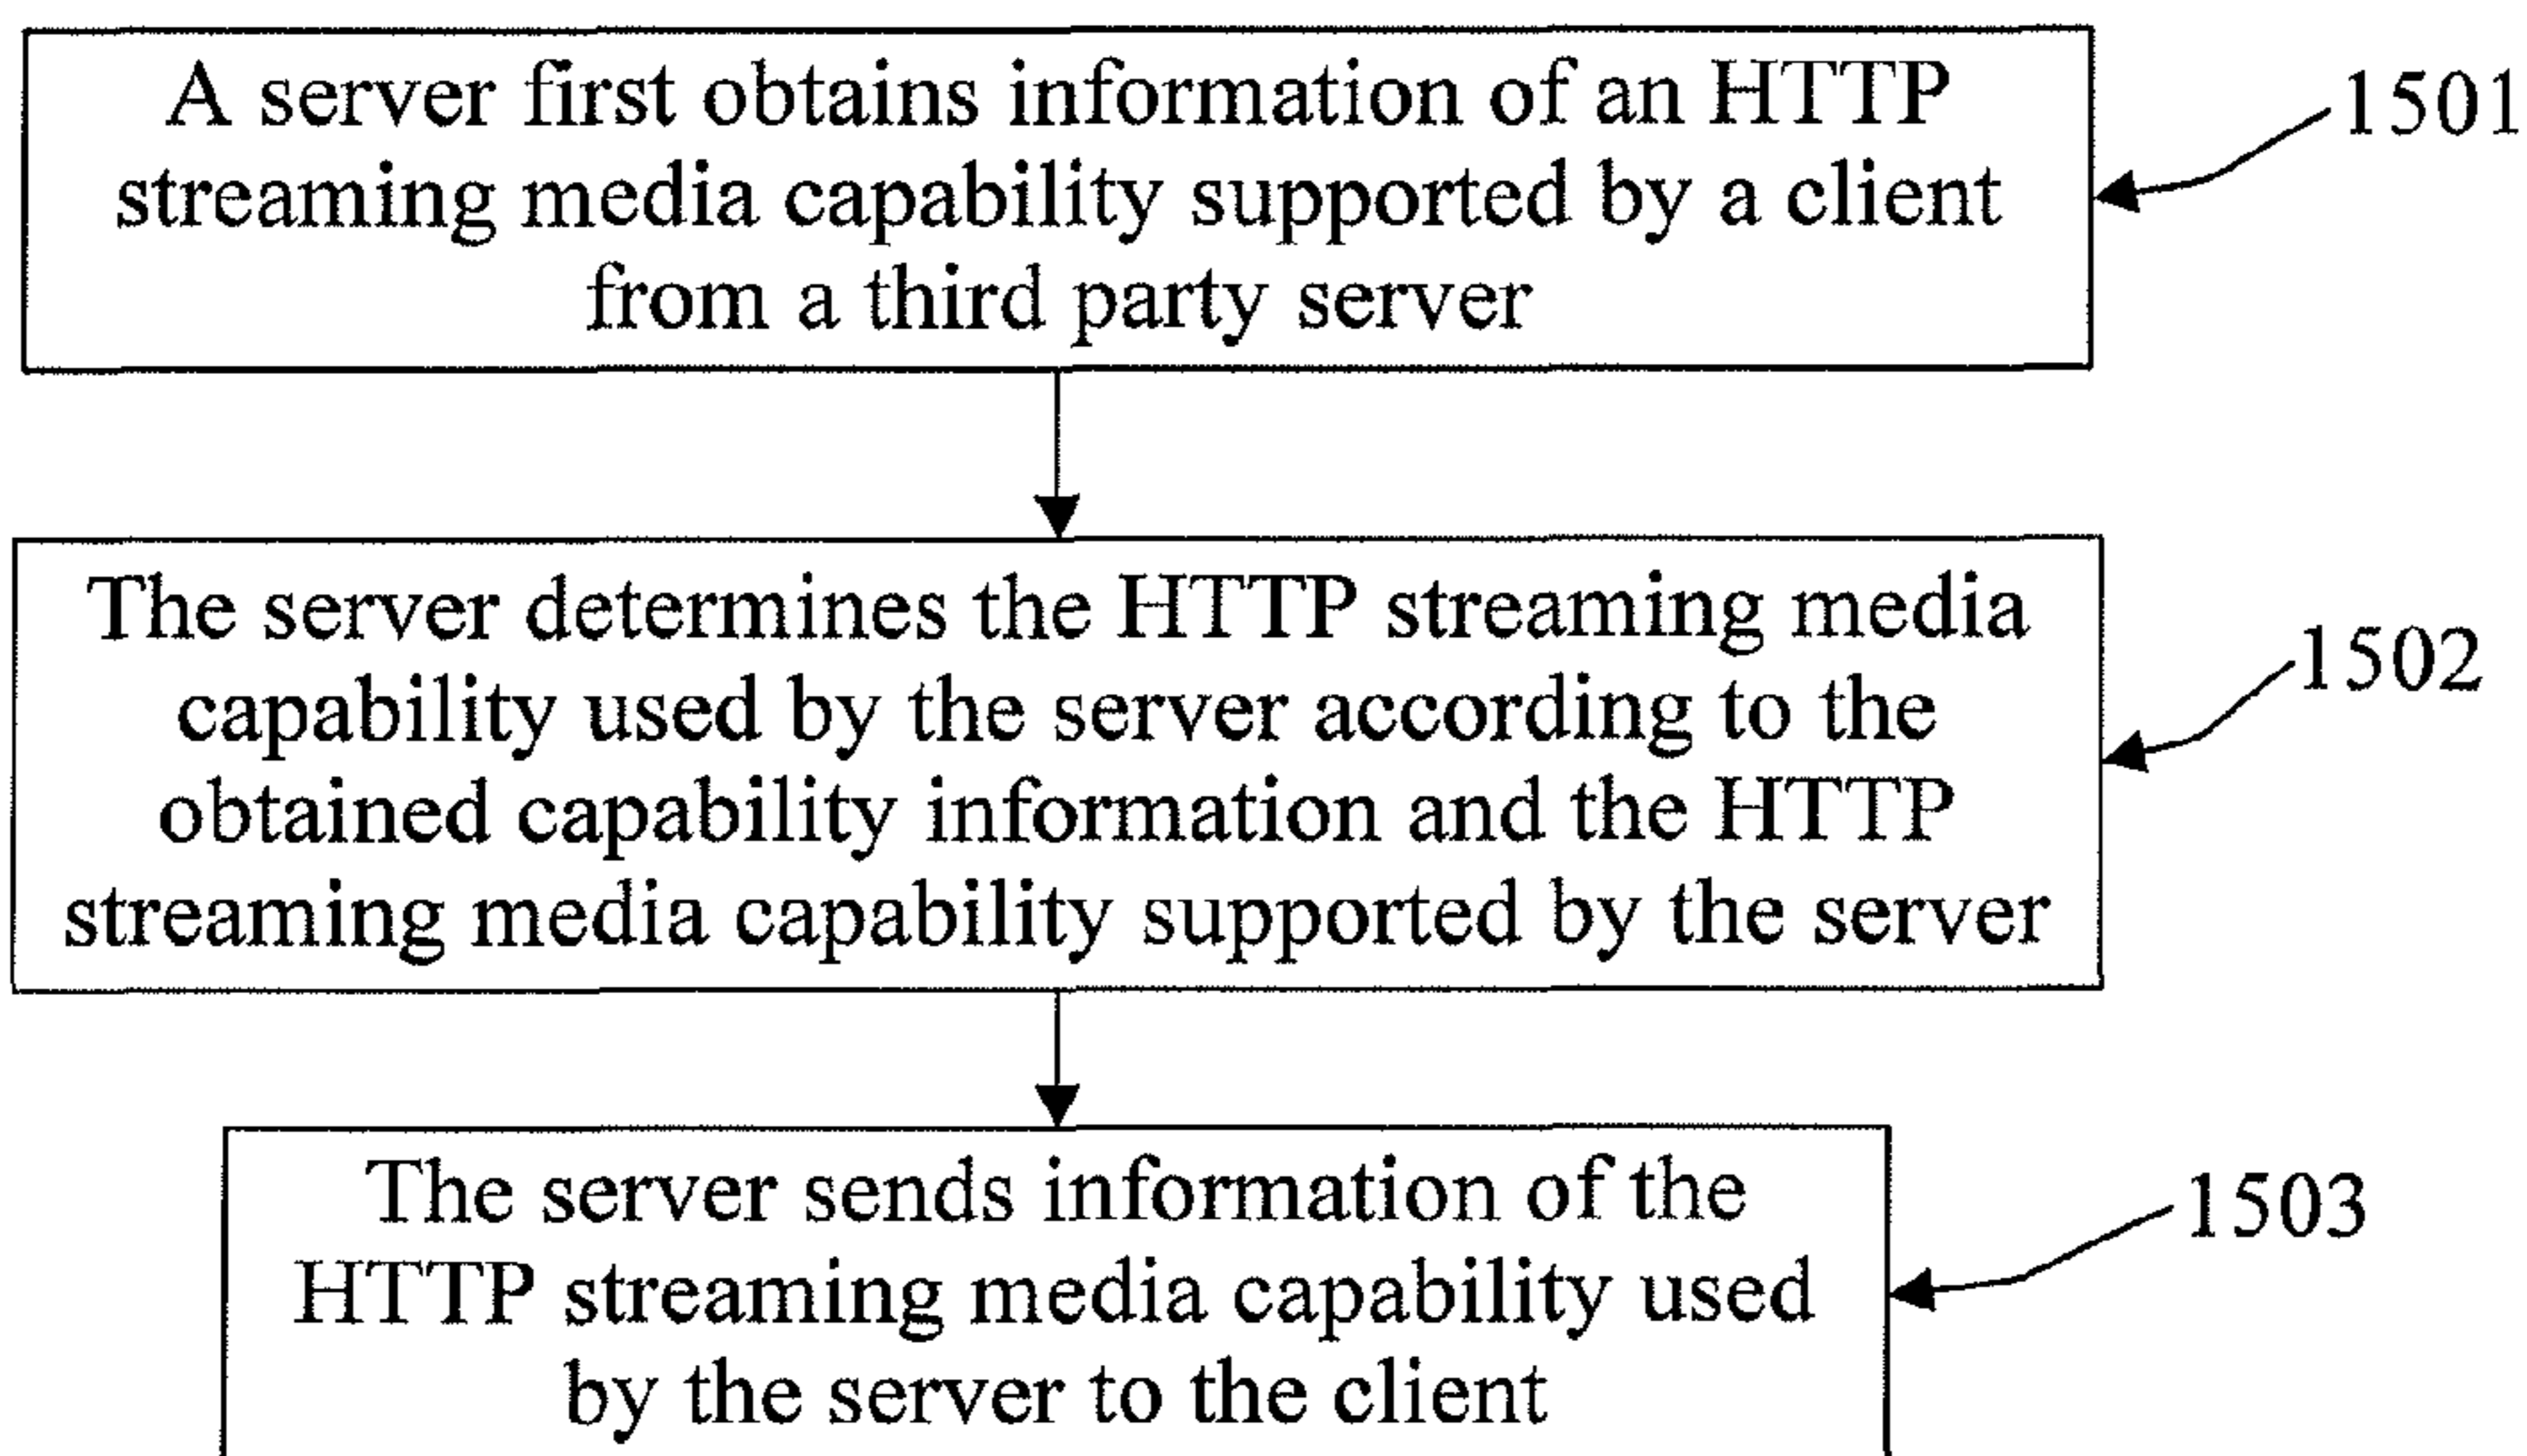 A server first obtains information of an HTTP
streaming media capability supported by a client
from a third party server
1501
The server determines the HTTP streaming media
capability used by the server according to the
obtained capability information and the HTTP
streaming media capability supported by the server
1502
The server sends information of the
HTTP streaming media capability used
by the server to the client
1503